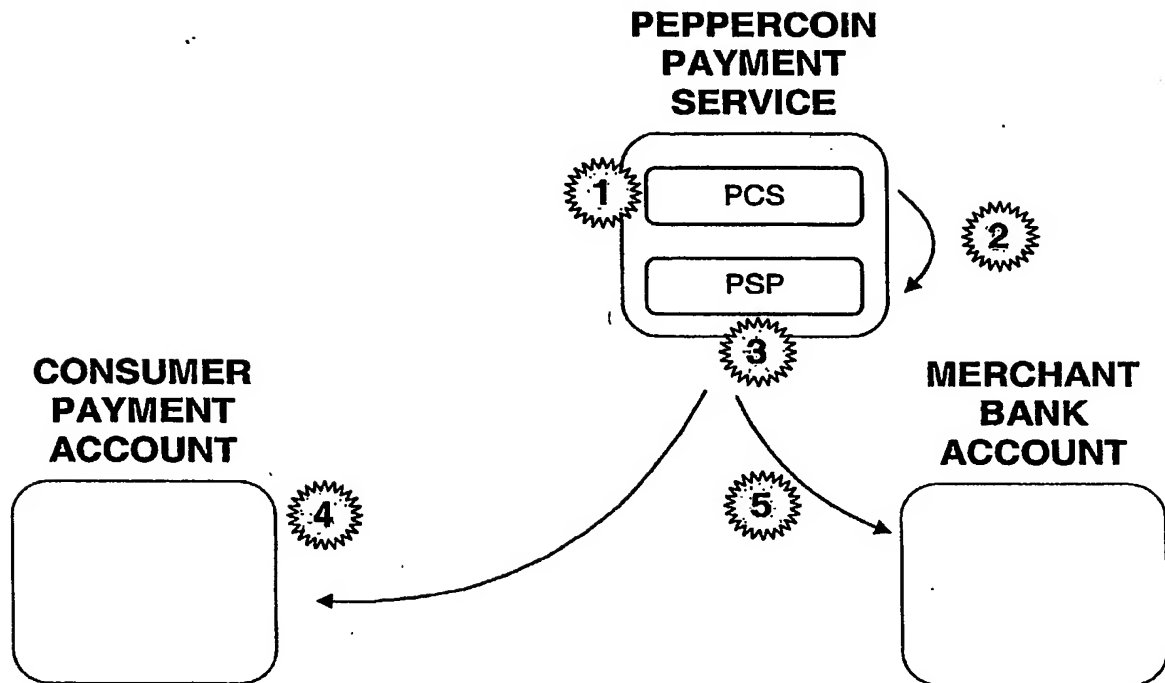 PEPPERCOIN
PAYMENT
SERVICE
1
PCS
2
PSP
3
CONSUMER
PAYMENT
ACCOUNT
MERCHANT
BANK
ACCOUNT
4
5